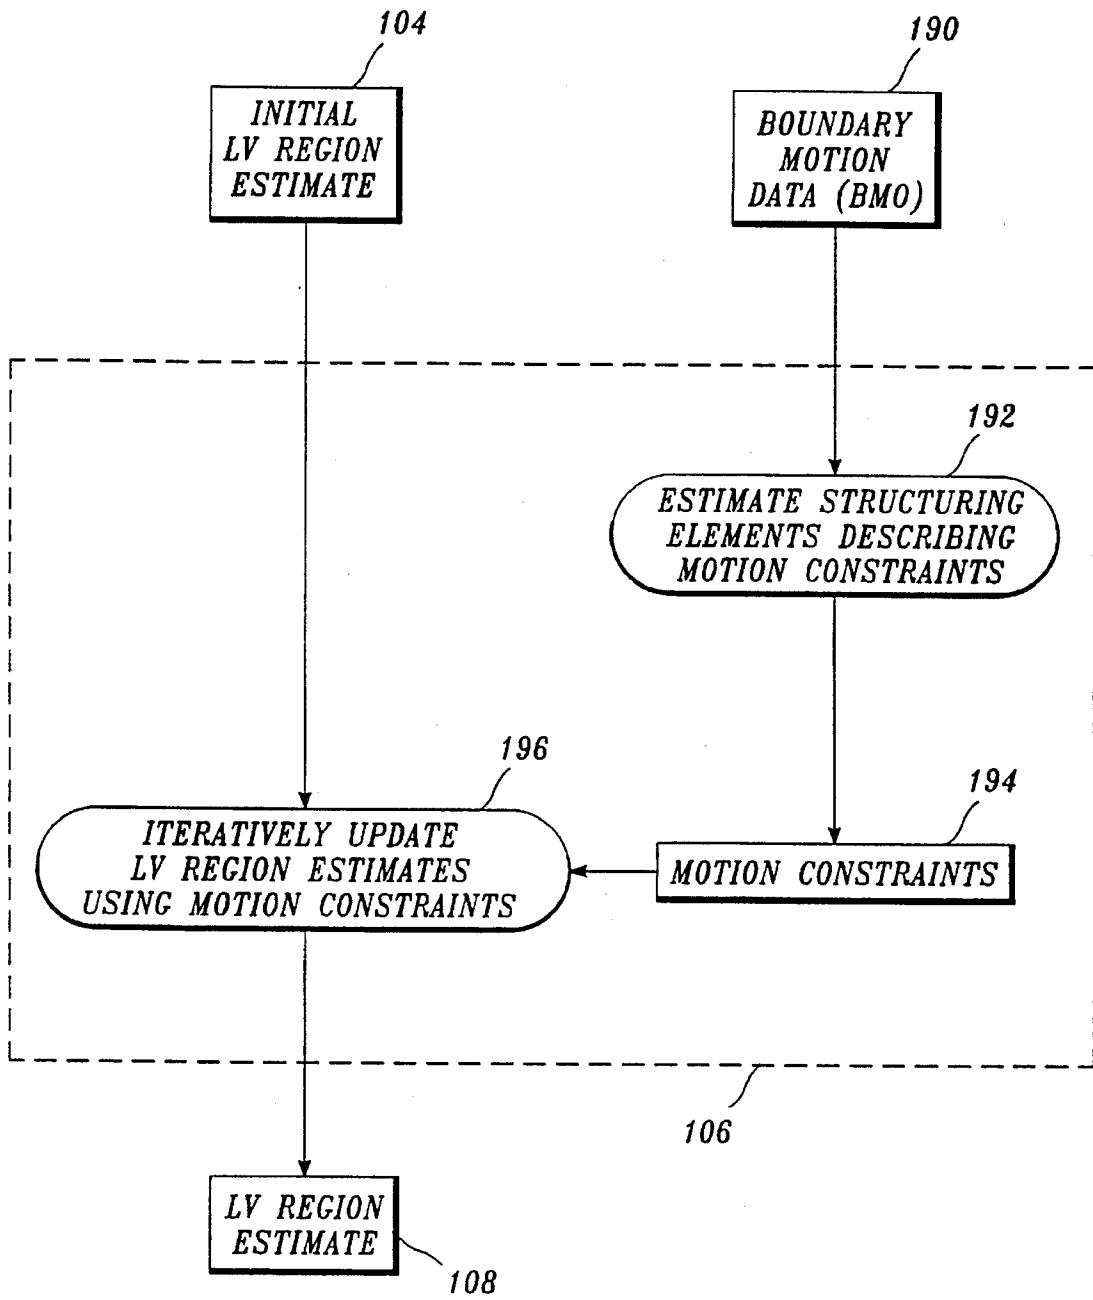 104
INITIAL
LV REGION
ESTIMATE
190
BOUNDARY
MOTION
DATA (BMO)
192
ESTIMATE STRUCTURING
ELEMENTS DESCRIBING
MOTION CONSTRAINTS
196
ITERATIVELY UPDATE
LV REGION ESTIMATES
USING MOTION CONSTRAINTS
194
MOTION CONSTRAINTS
106
LV REGION
ESTIMATE
108